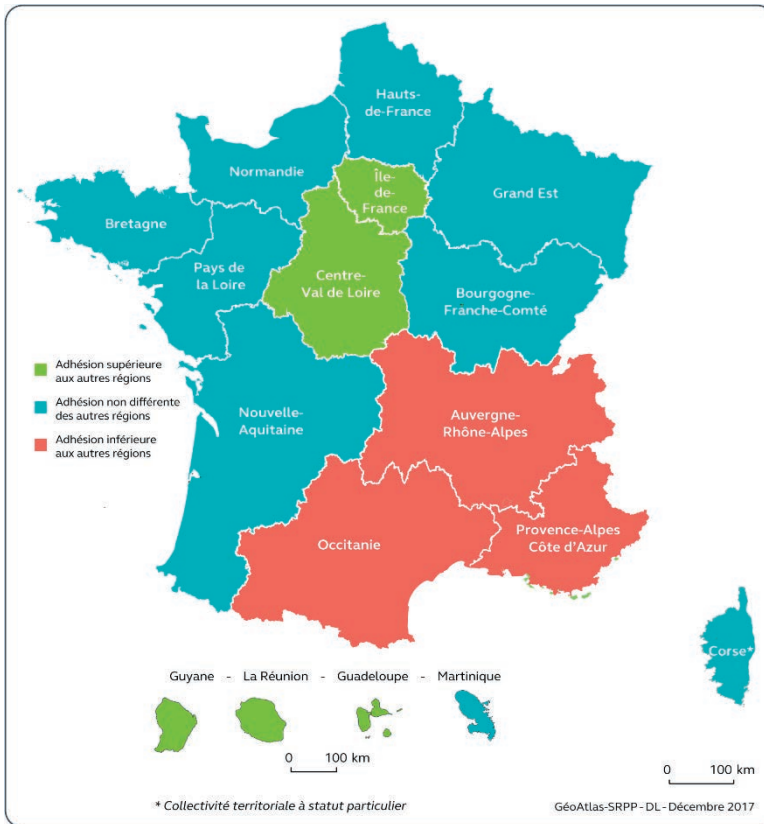 Hauts-
de-France
Normandie
Île-
de-
France
Grand Est
Bretagne
Pays de
la Loire
Centre-
Val de Loire
Bourgogne-
Franche-Comté
Adhésion supérieure
aux autres régions
Adhésion non différente
des autres régions
Adhésion inférieure
aux autres régions
Nouvelle-
Aquitaine
Auvergne-
Rhône-Alpes
Occitanie
Provence-Alpes
Côte d'Azur
Corse*
Guyane - La Réunion - Guadeloupe - Martinique
0 100 km
0 100 km
* Collectivité territoriale à statut particulier
GéoAtlas-SRPP - DL - Décembre 2017